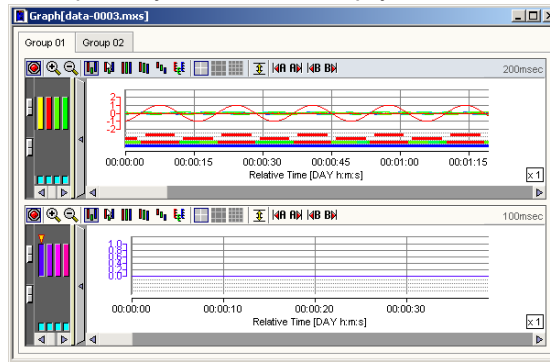 Graph[data-0003.mxs]
Group 01 Group 02
200msec
2
1
0
-1
-2
00:00:00 00:00:15 00:00:30 00:00:45 00:01:00 00:01:15
Relative Time [DAY h:m:s]
x 1
100msec
1.0
0.8
0.6
0.4
0.2
0.0
00:00:00 00:00:10 00:00:20 00:00:30
Relative Time [DAY h:m:s]
x 1